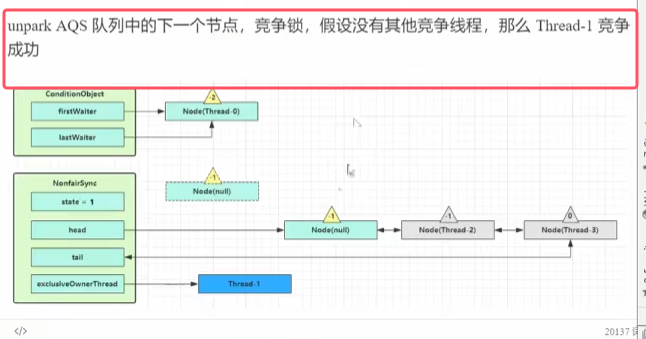 unpark AQS 队列中的下一个节点，竞争锁，假设没有其他竞争线程，那么 Thread-1 竞争
成功
ConditionObject
-2
firstWaiter
Node(Thread-0)
lastWaiter
NonfairSync
-1
state = 1
Node(null)
-1
-1
0
head
Node(null)
Node(Thread-2)
Node(Thread-3)
tail
exclusiveOwnerThread
Thread-1
</>
20137